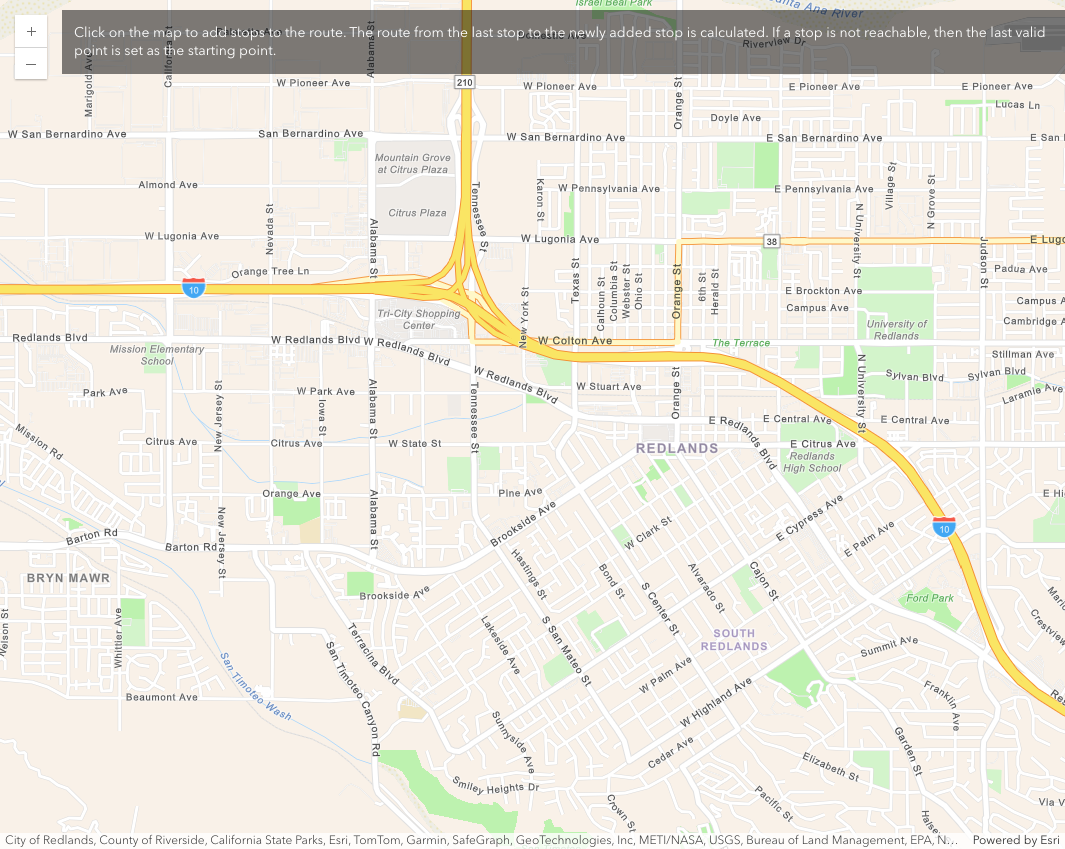 Israel Beal Park
Santa Ana River
+
Click on the map to add stops to the route. The route from the last stop to the newly added stop is calculated. If a stop is not reachable, then the last valid
point is set as the starting point.
–
Riverview Dr
California St
Alabama St
Marigold Ave
210
W Pioneer Ave
W Pioneer Ave
E Pioneer Ave
E Pioneer Ave
Orange St
Lucas Ln
Doyle Ave
W San Bernardino Ave
San Bernardino Ave
W San Bernardino Ave
E San Bernardino Ave
E San
Mountain Grove
at Citrus Plaza
Almond Ave
Karon St
W Pennsylvania Ave
E Pennsylvania Ave
Village St
N Grove St
Citrus Plaza
Tennessee St
Nevada St
W Lugonia Ave
W Lugonia Ave
38
E Lugo
Alabama St
N University St
Judson St
Orange Tree Ln
Texas St
Calhoun St
Columbia St
Webster St
Ohio St
Orange St
6th St
Herald St
Padua Ave
10
E Brockton Ave
Campus Ave
Campus A
New York St
Tri-City Shopping
Center
University of
Redlands
Cambridge A
Redlands Blvd
W Redlands Blvd
W Redlands Blvd
W Colton Ave
The Terrace
Mission Elementary
School
Stillman Ave
Sylvan Blvd
Sylvan Blvd
N University St
Park Ave
W Park Ave
W Redlands Blvd
W Stuart Ave
Laramie Ave
New Jersey St
Iowa St
Alabama St
Tennessee St
Orange St
E Redlands Blvd
E Central Ave
E Central Ave
Mission Rd
Citrus Ave
Citrus Ave
W State St
REDLANDS
E Citrus Ave
Redlands
High School
Orange Ave
Pine Ave
E Hi
Alabama St
New Jersey St
Brookside Ave
W Clark St
E Cypress Ave
E Palm Ave
10
Barton Rd
Barton Rd
BRYN MAWR
Brookside Ave
Hastings St
Bond St
S Center St
Alvarado St
Cajon St
Ford Park
Nelson St
Whittier Ave
Terracina Blvd
Lakeside Ave
S San Mateo St
SOUTH
REDLANDS
Summit Ave
Crestview
San Timoteo Wash
San Timoteo Canyon Rd
W Palm Ave
W Highland Ave
Franklin Ave
Beaumont Ave
Sunnyside Ave
Cedar Ave
Garden St
Elizabeth St
Smiley Heights Dr
Crown St
Pacific St
Via V
City of Redlands, County of Riverside, California State Parks, Esri, TomTom, Garmin, SafeGraph, GeoTechnologies, Inc, METI/NASA, USGS, Bureau of Land Management, EPA, N...
Powered by Esri